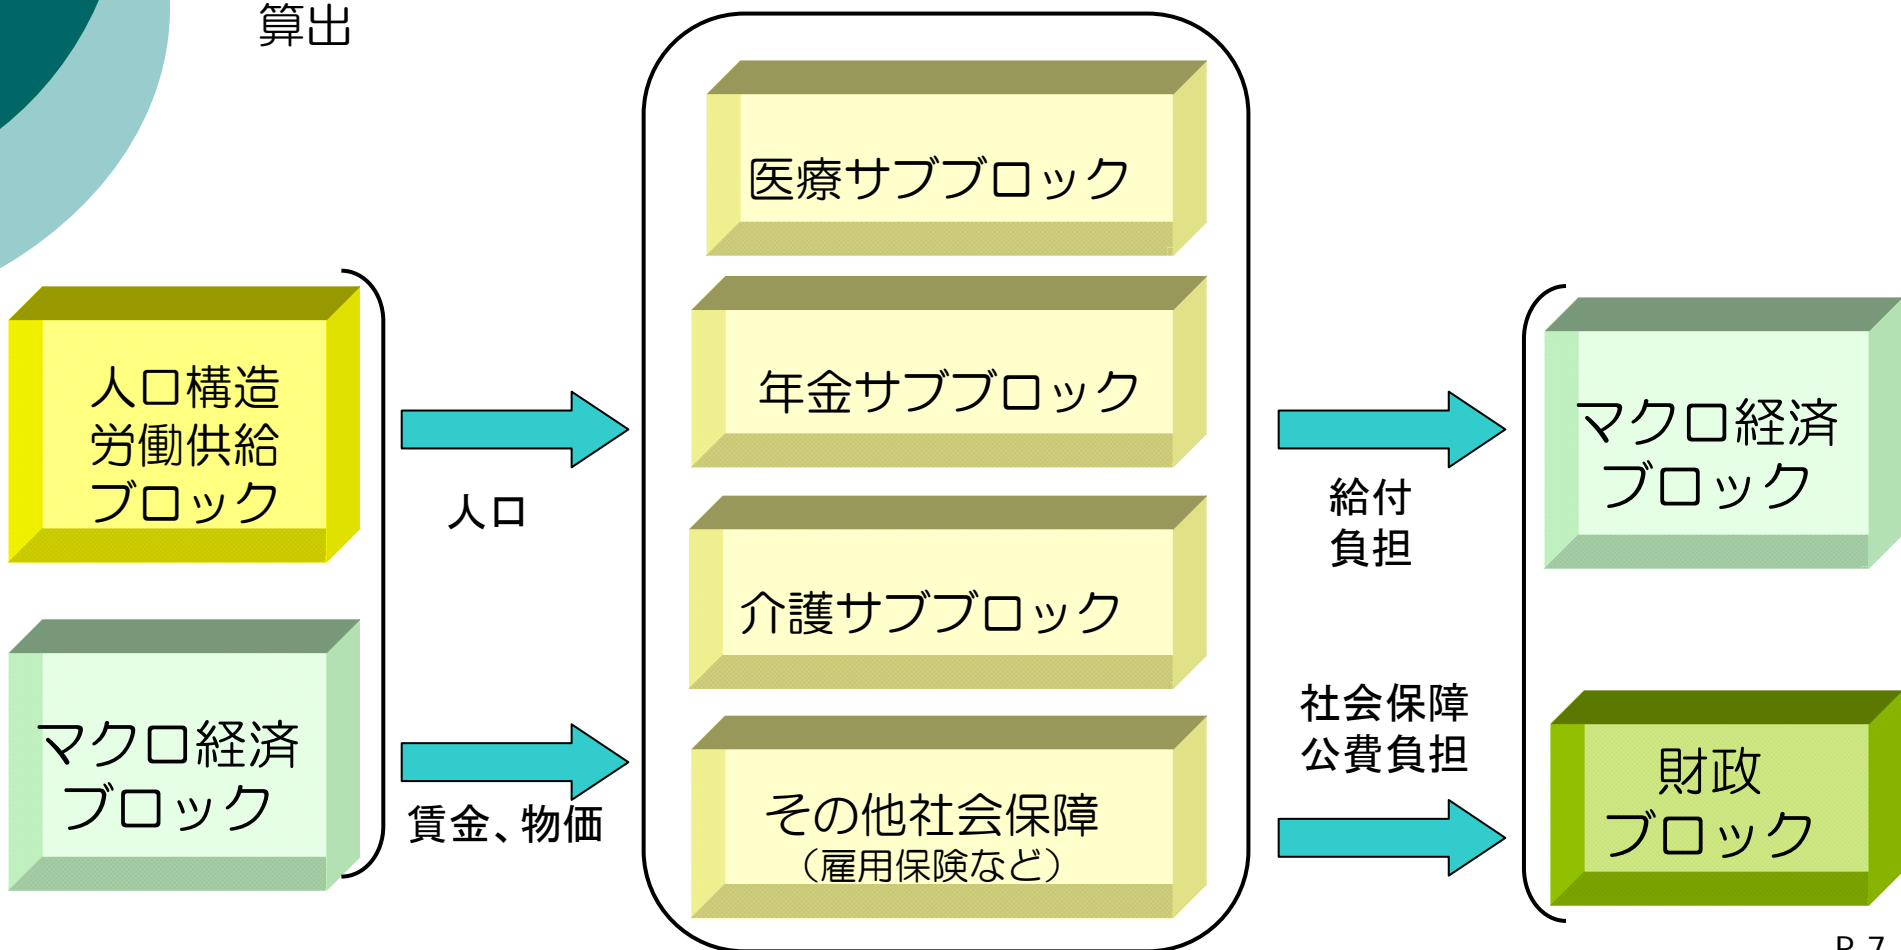 算出
人口構造
労働供給
ブロック
マクロ経済
ブロック
人口
賃金、物価
医療サブブロック
年金サブブロック
介護サブブロック
その他社会保障
（雇用保険など）
給付
負担
社会保障
公費負担
マクロ経済
ブロック
財政
ブロック
P.7